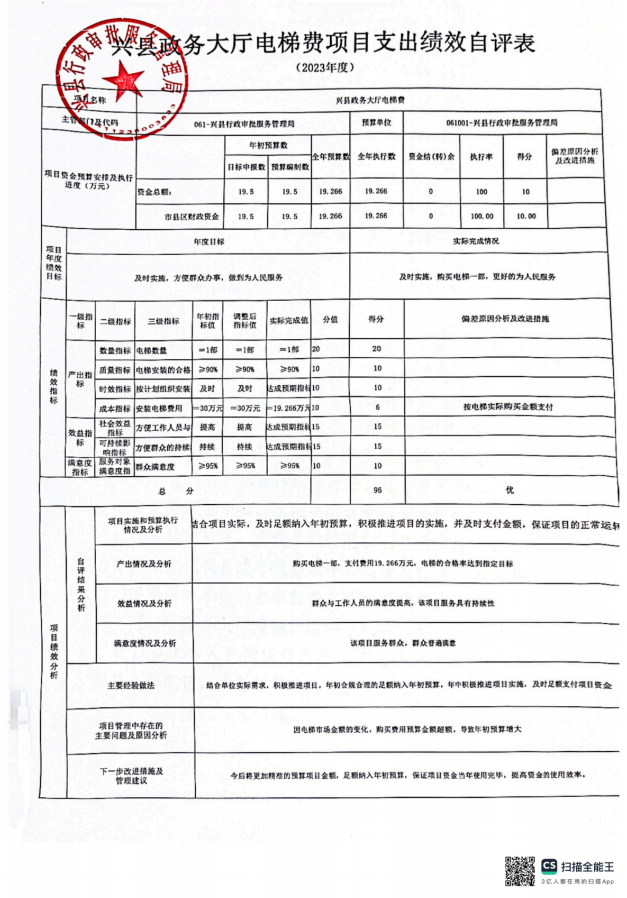 兴县政务大厅电梯费项目支出绩效自评表
（2023年度）
兴县行政审批服务管理局
项目名称 兴县政务大厅电梯费
主管部门及代码 061-兴县行政审批服务管理局 预算单位 061001-兴县行政审批服务管理局
项目资金预算安排及执行进度（万元） 年初预算数 全年预算数 全年执行数 资金结(转)余 执行率 得分 偏差原因分析及改进措施
目标申报数 预算编制数
资金总额: 19.5 19.5 19.266 19.266 0 100 10
市县区财政资金 19.5 19.5 19.266 19.266 0 100.00 10.00
项目年度绩效目标 年度目标 实际完成情况
及时实施，方便群众办事，做到为人民服务 及时实施，购买电梯一部，更好的为人民服务
绩效指标 一级指标 二级指标 三级指标 年初指标值 调整后指标值 实际完成值 分值 得分 偏差原因分析及改进措施
产出指标 数量指标 电梯数量 =1部 =1部 =1部 20 20
质量指标 电梯安装的合格 ≥90% ≥90% ≥90% 10 10
时效指标 按计划组织安装 及时 及时 达成预期指标 10 10
成本指标 安装电梯费用 =30万元 =30万元 =19.266万元 10 6 按电梯实际购买金额支付
效益指标 社会效益指标 方便工作人员与 提高 提高 达成预期指标 15 15
可持续影响指标 方便群众的持续 持续 持续 达成预期指标 15 15
满意度指标 服务对象满意度指 群众满意度 ≥95% ≥95% ≥95% 10 10
总 分 96 优
项目绩效分析 自评结果分析 项目实施和预算执行情况及分析 结合项目实际，及时足额纳入年初预算，积极推进项目的实施，并及时支付金额，保证项目的正常运转
产出情况及分析 购买电梯一部，支付费用19.266万元，电梯的合格率达到指定目标
效益情况及分析 群众与工作人员的满意度提高，该项目服务具有持续性
满意度情况及分析 该项目服务群众，群众普遍满意
主要经验做法 结合单位实际需求，积极推进项目，年初合规合理的足额纳入年初预算，年中积极推进项目实施，及时足额支付项目资金
项目管理中存在的主要问题及原因分析 因电梯市场金额的变化，购买费用预算金额超额，导致年初预算增大
下一步改进措施及管理建议 今后将更加精准的预算项目金额，足额纳入年初预算，保证项目资金当年使用完毕，提高资金的使用效率。
CS 扫描全能王
3亿人都在用的扫描App